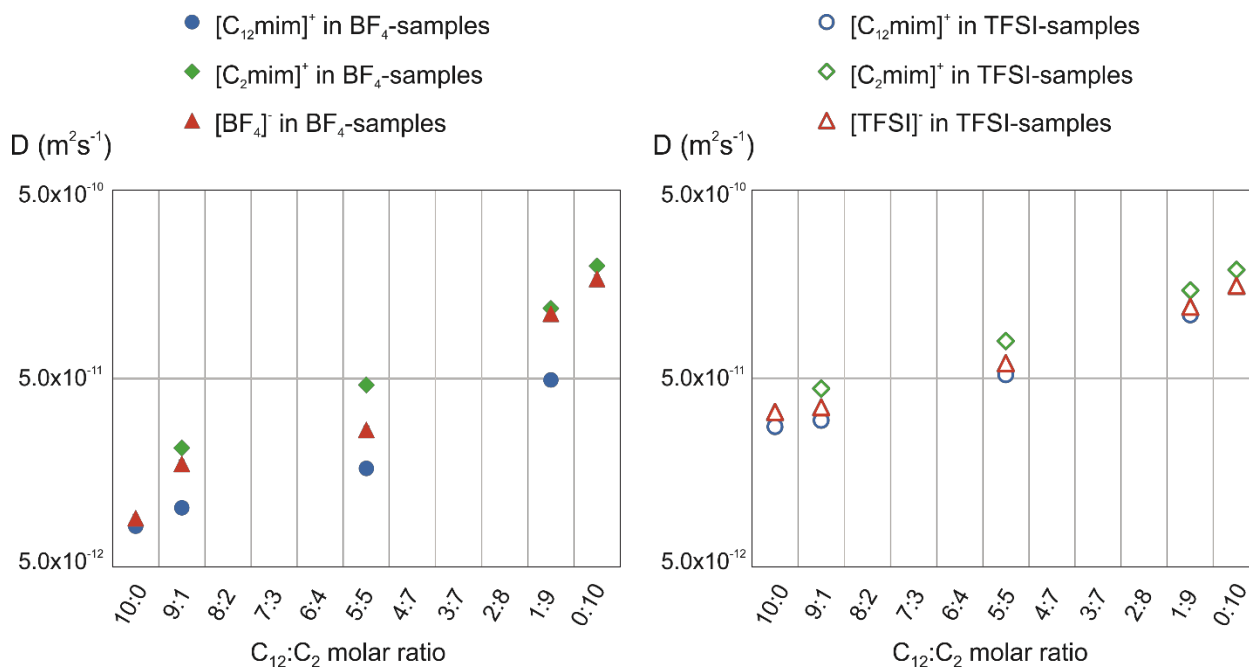 [C₁₂mim]⁺ in BF₄-samples
[C₂mim]⁺ in BF₄-samples
[BF₄]⁻ in BF₄-samples
D (m²s⁻¹)
5.0x10⁻¹⁰
5.0x10⁻¹¹
5.0x10⁻¹²
10:0
9:1
8:2
7:3
6:4
5:5
4:7
3:7
2:8
1:9
0:10
C₁₂:C₂ molar ratio
[C₁₂mim]⁺ in TFSI-samples
[C₂mim]⁺ in TFSI-samples
[TFSI]⁻ in TFSI-samples
D (m²s⁻¹)
5.0x10⁻¹⁰
5.0x10⁻¹¹
5.0x10⁻¹²
10:0
9:1
8:2
7:3
6:4
5:5
4:7
3:7
2:8
1:9
0:10
C₁₂:C₂ molar ratio